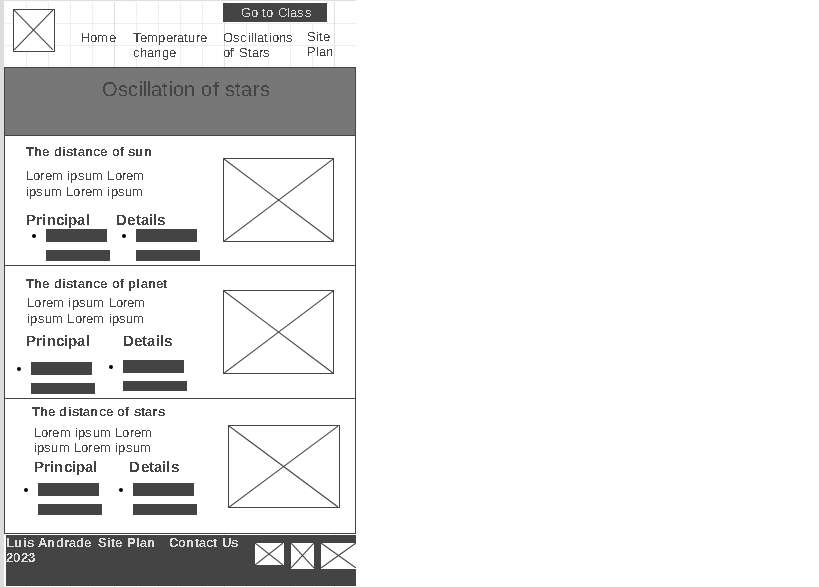 Go to Class
Home Temperature change Oscillations of Stars Site Plan
Oscillation of stars
The distance of sun
Lorem ipsum Lorem
ipsum Lorem ipsum
Principal Details
The distance of planet
Lorem ipsum Lorem
ipsum Lorem ipsum
Principal Details
The distance of stars
Lorem ipsum Lorem
ipsum Lorem ipsum
Principal Details
Luis Andrade Site Plan Contact Us
2023